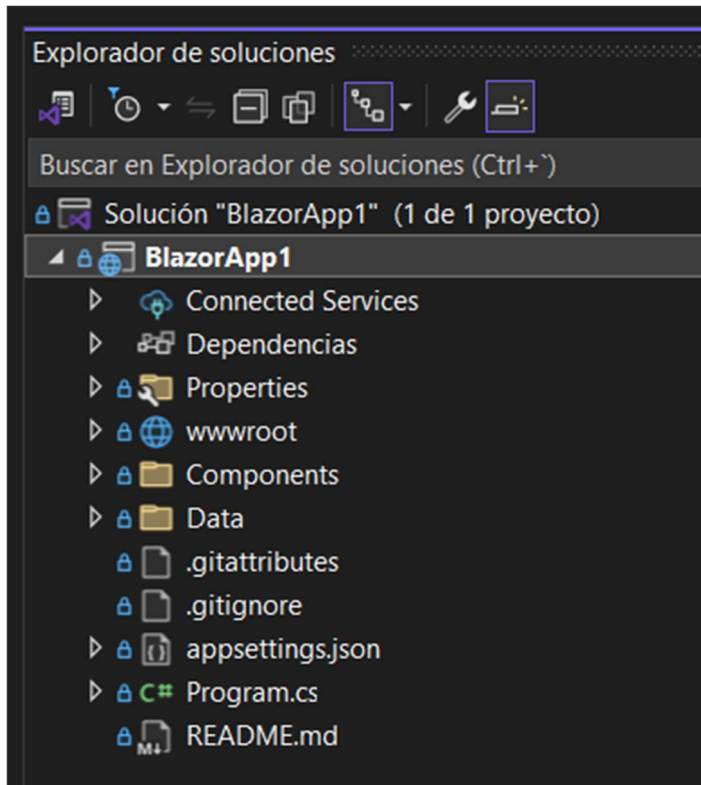 Explorador de soluciones
Buscar en Explorador de soluciones (Ctrl+`)
Solución "BlazorApp1" (1 de 1 proyecto)
BlazorApp1
Connected Services
Dependencias
Properties
wwwroot
Components
Data
.gitattributes
.gitignore
appsettings.json
C# Program.cs
M↓ README.md